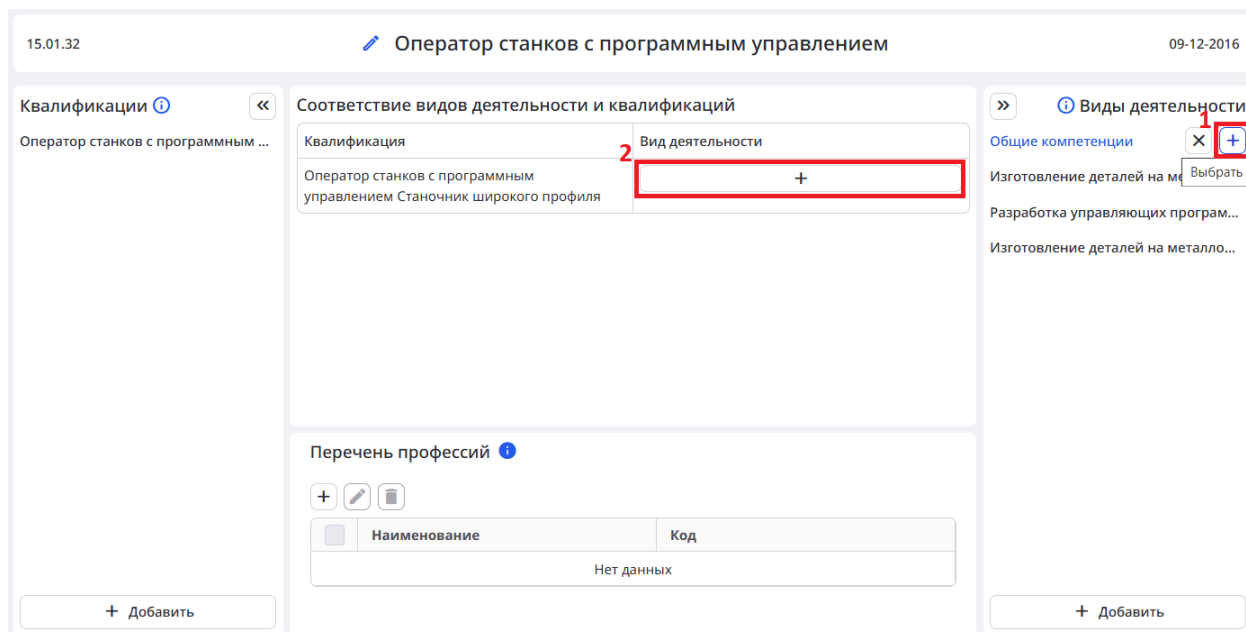 15.01.32
Оператор станков с программным управлением
09-12-2016
Квалификации
Оператор станков с программным ...
+ Добавить
Соответствие видов деятельности и квалификаций
Квалификация
Вид деятельности
Оператор станков с программным
управлением Станочник широкого профиля
2
+
Перечень профессий
+
Наименование
Код
Нет данных
Виды деятельности
1
Общие компетенции
+
Выбрать
Изготовление деталей на ме
Разработка управляющих програм...
Изготовление деталей на металло...
+ Добавить